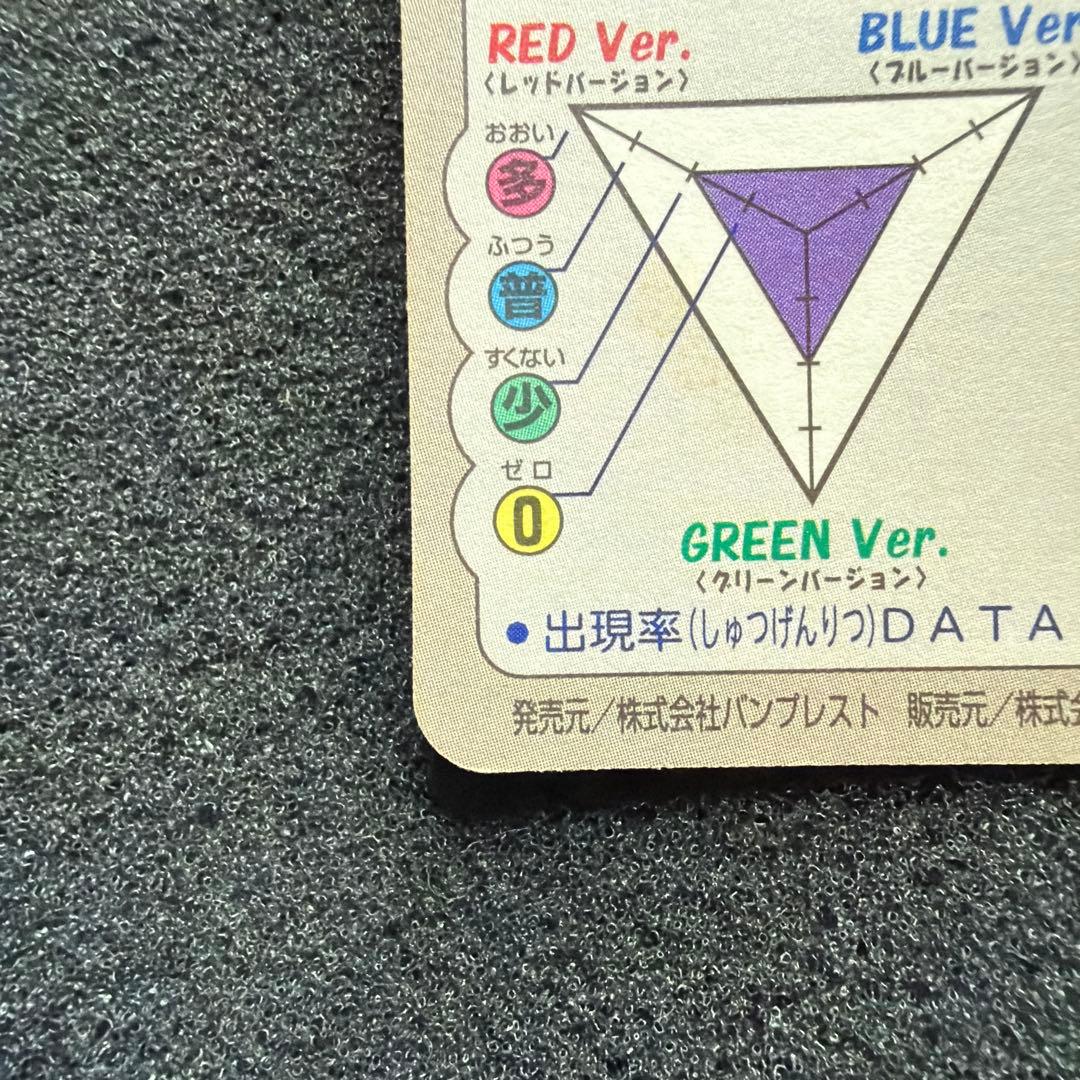 RED Ver.
〈レッドバージョン〉
BLUE Ver
〈ブルーバージョン〉
おおい
多
ふつう
普
すくない
少
ゼロ
0
GREEN Ver.
〈グリーンバージョン〉
●出現率(しゅつげんりつ)DATA
発売元/株式会社バンプレスト 販売元/株式会